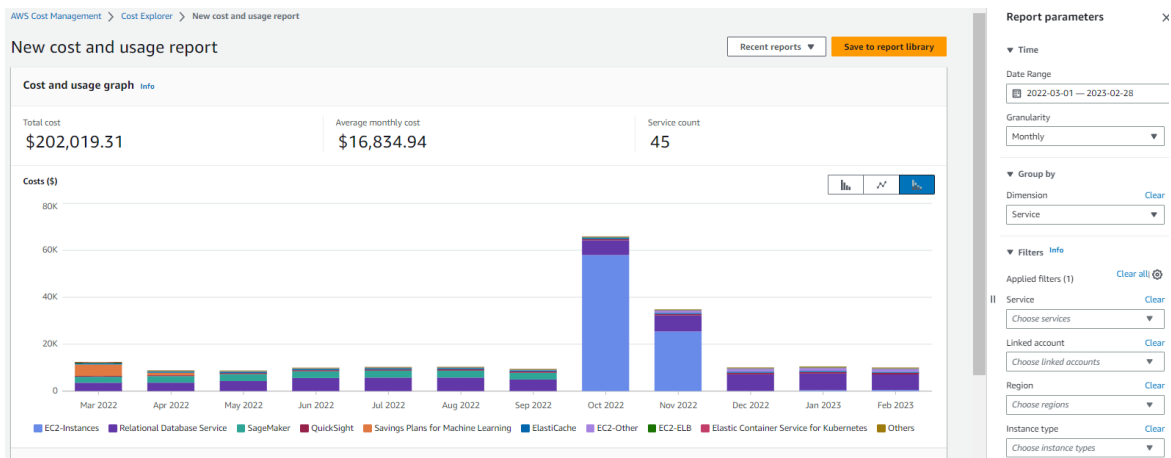 AWS Cost Management > Cost Explorer > New cost and usage report
New cost and usage report
Recent reports ▼
Save to report library
Cost and usage graph Info
Total cost
$202,019.31
Average monthly cost
$16,834.94
Service count
45
Costs ($)
80K
60K
40K
20K
0
Mar 2022 Apr 2022 May 2022 Jun 2022 Jul 2022 Aug 2022 Sep 2022 Oct 2022 Nov 2022 Dec 2022 Jan 2023 Feb 2023
EC2-Instances Relational Database Service SageMaker QuickSight Savings Plans for Machine Learning ElastiCache EC2-Other EC2-ELB Elastic Container Service for Kubernetes Others
Report parameters
▼ Time
Date Range
2022-03-01 — 2023-02-28
Granularity
Monthly ▼
▼ Group by
Dimension Clear
Service ▼
▼ Filters Info
Applied filters (1) Clear all
Service Clear
Choose services ▼
Linked account Clear
Choose linked accounts ▼
Region Clear
Choose regions ▼
Instance type Clear
Choose instance types ▼